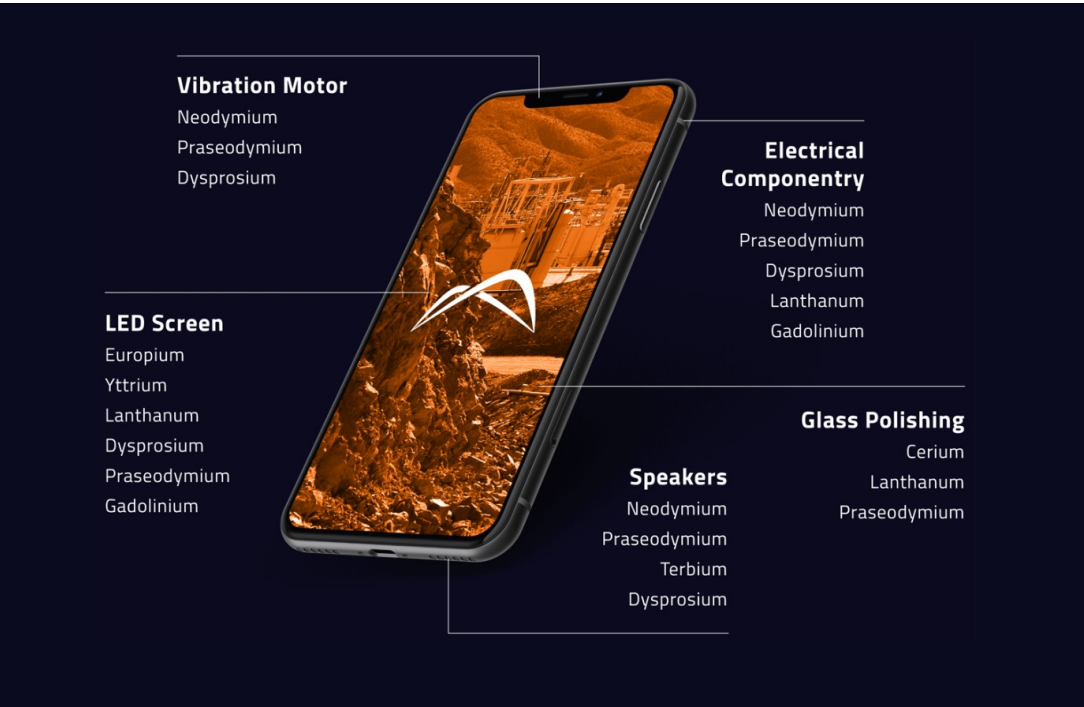 Vibration Motor
Neodymium
Praseodymium
Dysprosium
Electrical
Componentry
Neodymium
Praseodymium
Dysprosium
Lanthanum
Gadolinium
LED Screen
Europium
Yttrium
Lanthanum
Dysprosium
Praseodymium
Gadolinium
Glass Polishing
Cerium
Lanthanum
Praseodymium
Speakers
Neodymium
Praseodymium
Terbium
Dysprosium